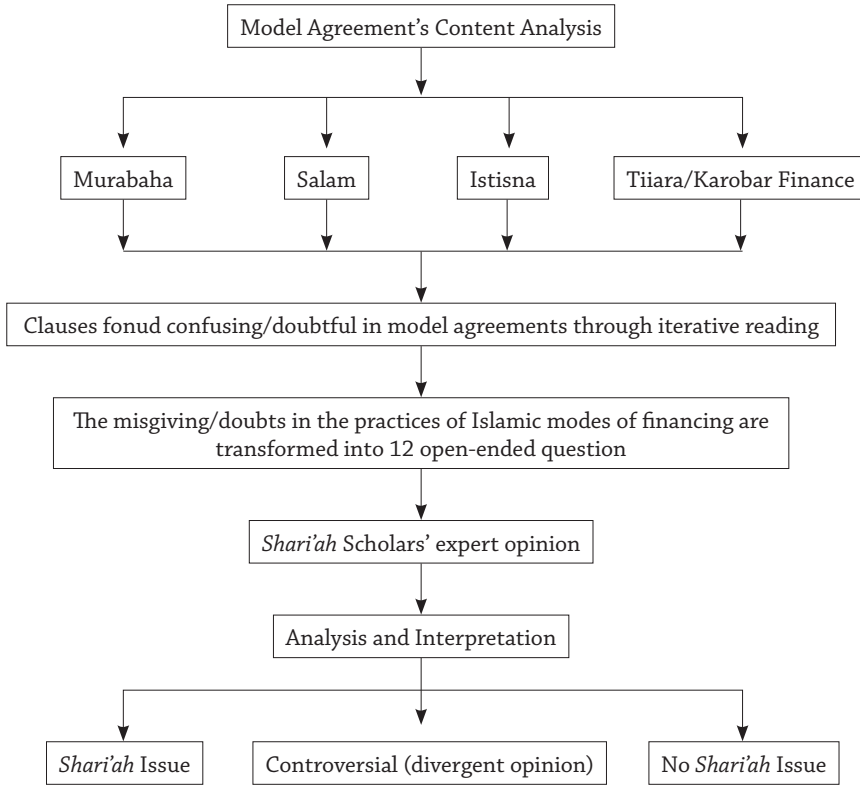 Model Agreement's Content Analysis
Murabaha
Salam
Istisna
Tiiara/Karobar Finance
Clauses fonud confusing/doubtful in model agreements through iterative reading
The misgiving/doubts in the practices of Islamic modes of financing are
transformed into 12 open-ended question
Shari'ah Scholars' expert opinion
Analysis and Interpretation
Shari'ah Issue
Controversial (divergent opinion)
No Shari'ah Issue